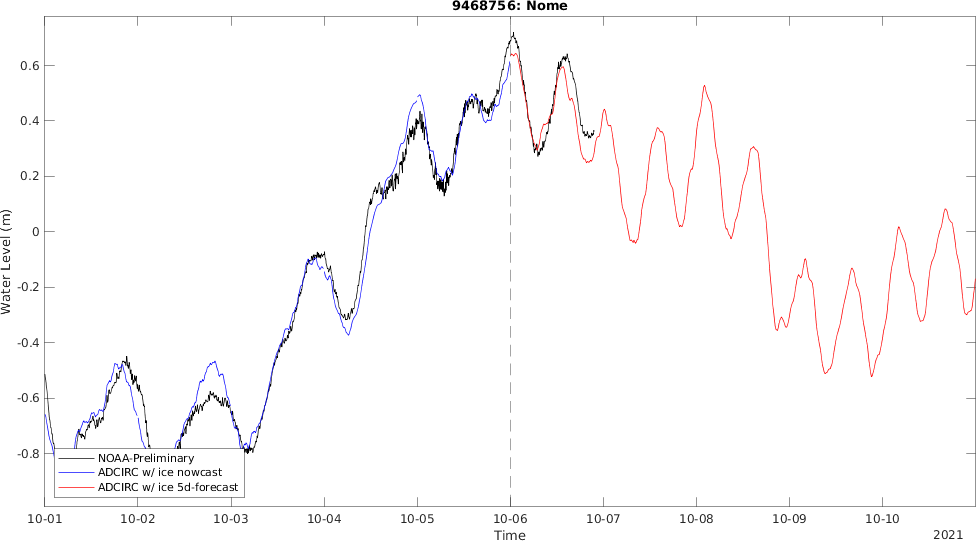 9468756: Nome
Water Level (m)
0.6
0.4
0.2
0
-0.2
-0.4
-0.6
-0.8
NOAA-Preliminary
ADCIRC w/ ice nowcast
ADCIRC w/ ice 5d-forecast
10-01 10-02 10-03 10-04 10-05 10-06 10-07 10-08 10-09 10-10
Time
2021